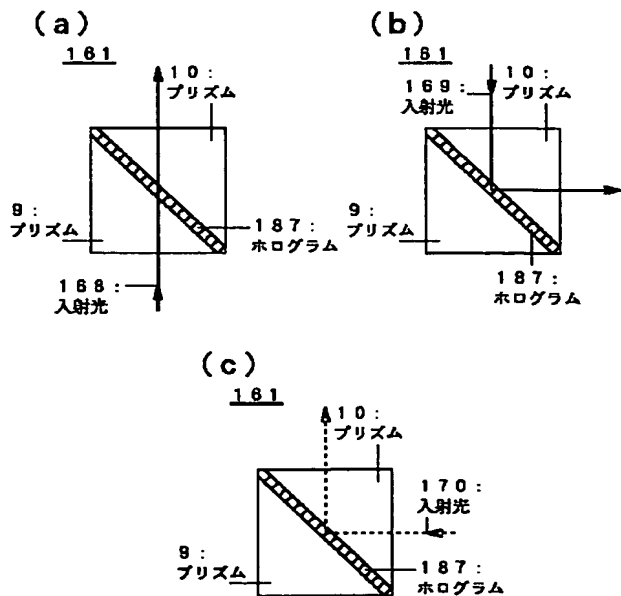 (a)
161
10:
プリズム
9:
プリズム
187:
ホログラム
168:
入射光
(b)
161
169:
入射光
10:
プリズム
9:
プリズム
187:
ホログラム
(c)
161
10:
プリズム
170:
入射光
9:
プリズム
187:
ホログラム